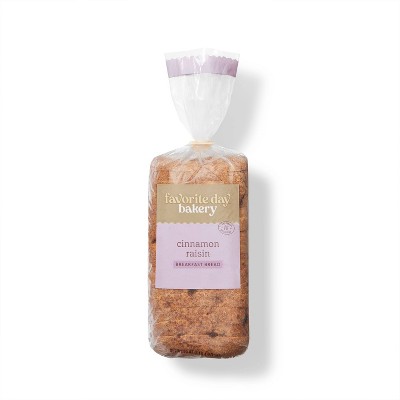 favorite day
bakery
cinnamon
raisin
BREAKFAST BREAD